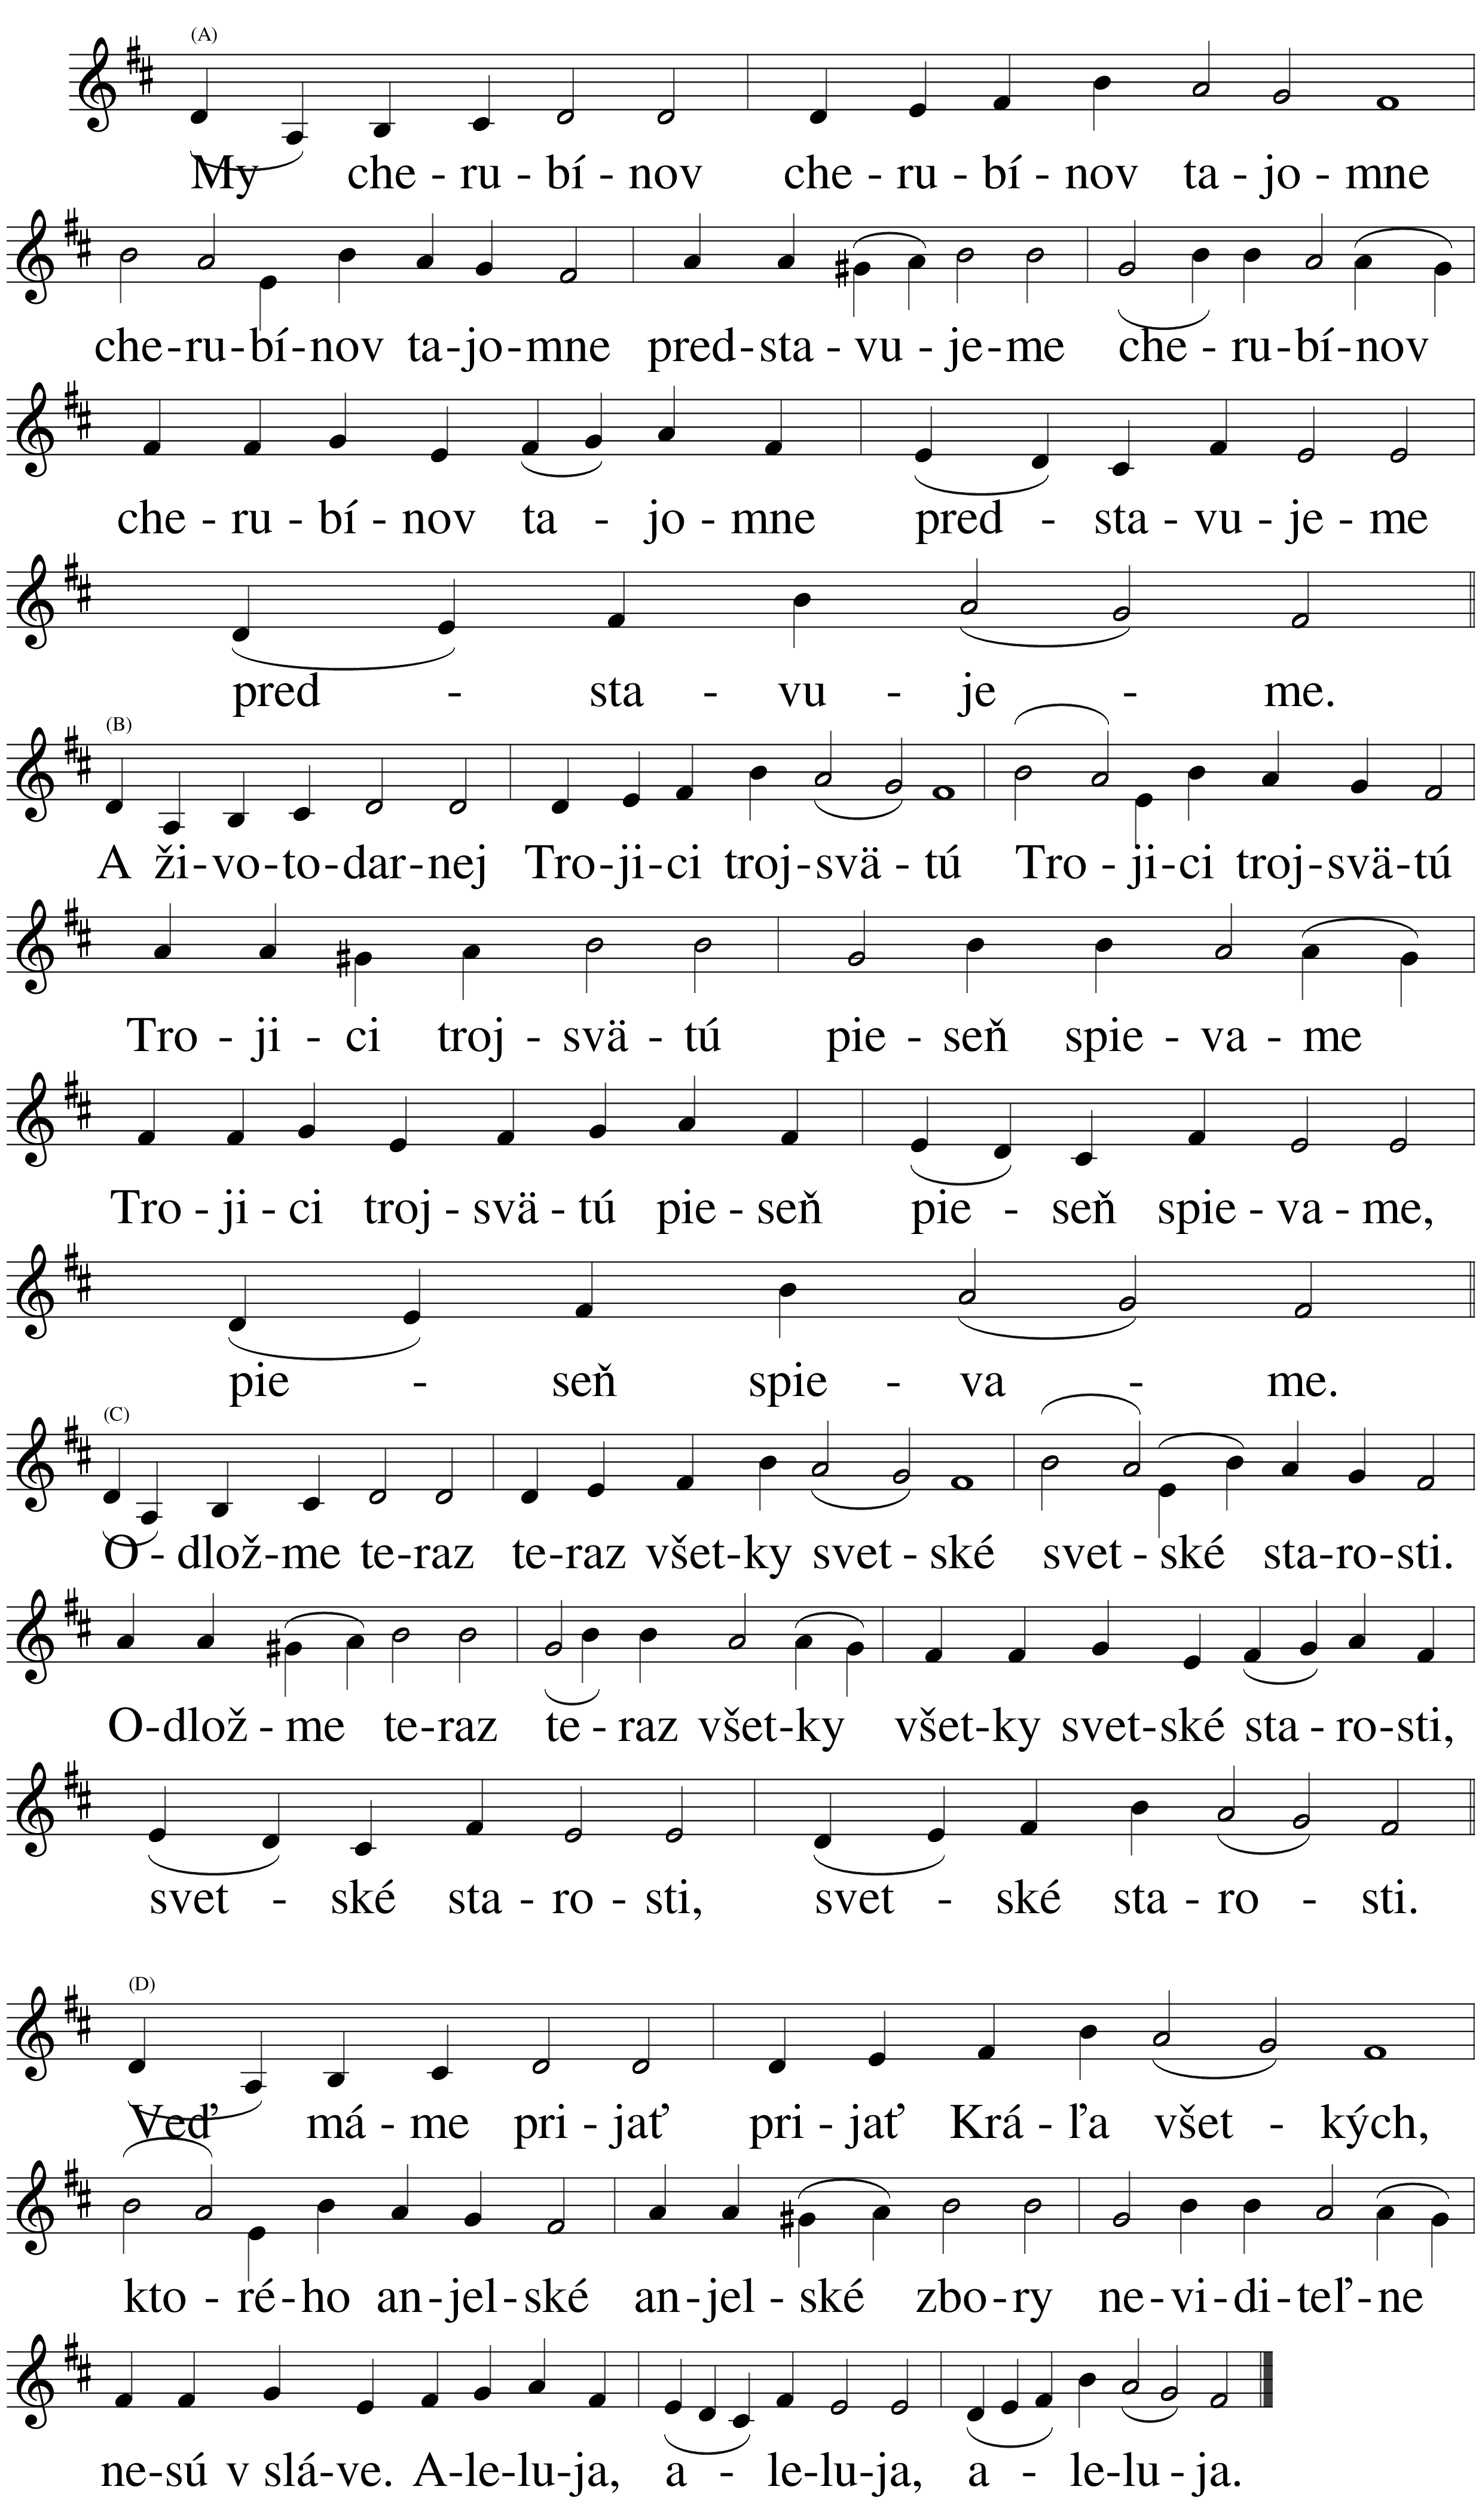 (A)
My che - ru - bí - nov che - ru - bí - nov ta - jo - mne
che - ru - bí - nov ta - jo - mne pred - sta - vu - je - me che - ru - bí - nov
che - ru - bí - nov ta - jo - mne pred - sta - vu - je - me
pred - sta - vu - je - me.
(B)
A ži - vo - to - dar - nej Tro - ji - ci troj - svä - tú Tro - ji - ci troj - svä - tú
Tro - ji - ci troj - svä - tú pie - seň spie - va - me
Tro - ji - ci troj - svä - tú pie - seň pie - seň spie - va - me,
pie - seň spie - va - me.
(C)
O - dlož - me te - raz te - raz všet - ky svet - ské svet - ské sta - ro - sti.
O - dlož - me te - raz te - raz všet - ky všet - ky svet - ské sta - ro - sti,
svet - ské sta - ro - sti, svet - ské sta - ro - sti.
(D)
Veď má - me pri - jať pri - jať Krá - ľa všet - kých,
kto - ré - ho an - jel - ské an - jel - ské zbo - ry ne - vi - di - teľ - ne
ne - sú v slá - ve. A - le - lu - ja, a - le - lu - ja, a - le - lu - ja.